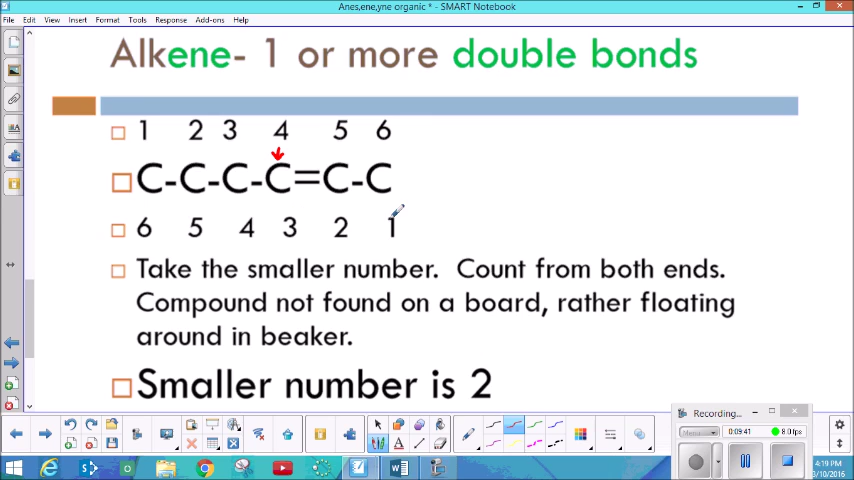 Anes,ene,yne organic * - SMART Notebook
File Edit View Insert Format Tools Response Add-ons Help
Alkene- 1 or more double bonds
1 2 3 4 5 6
C-C-C-C=C-C
6 5 4 3 2 1
Take the smaller number. Count from both ends.
Compound not found on a board, rather floating
around in beaker.
Smaller number is 2
Recording...
Menu
0:09:41
8.0 fps
4:19 PM
3/10/2016